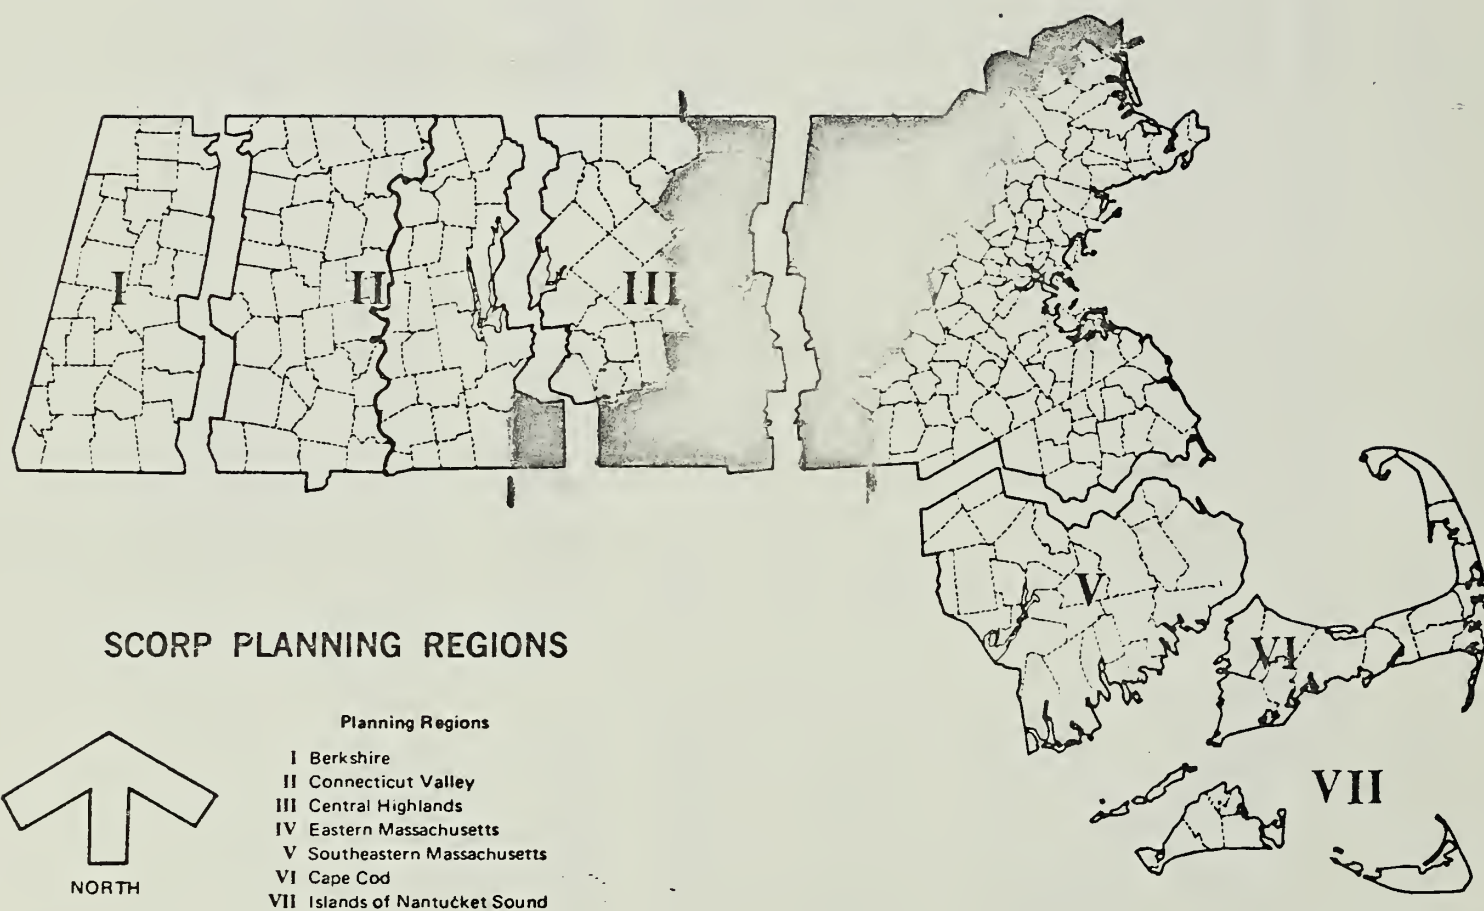 I
II
III
V
VI
VII
SCORP PLANNING REGIONS
Planning Regions
I Berkshire
II Connecticut Valley
III Central Highlands
IV Eastern Massachusetts
V Southeastern Massachusetts
VI Cape Cod
VII Islands of Nantucket Sound
NORTH